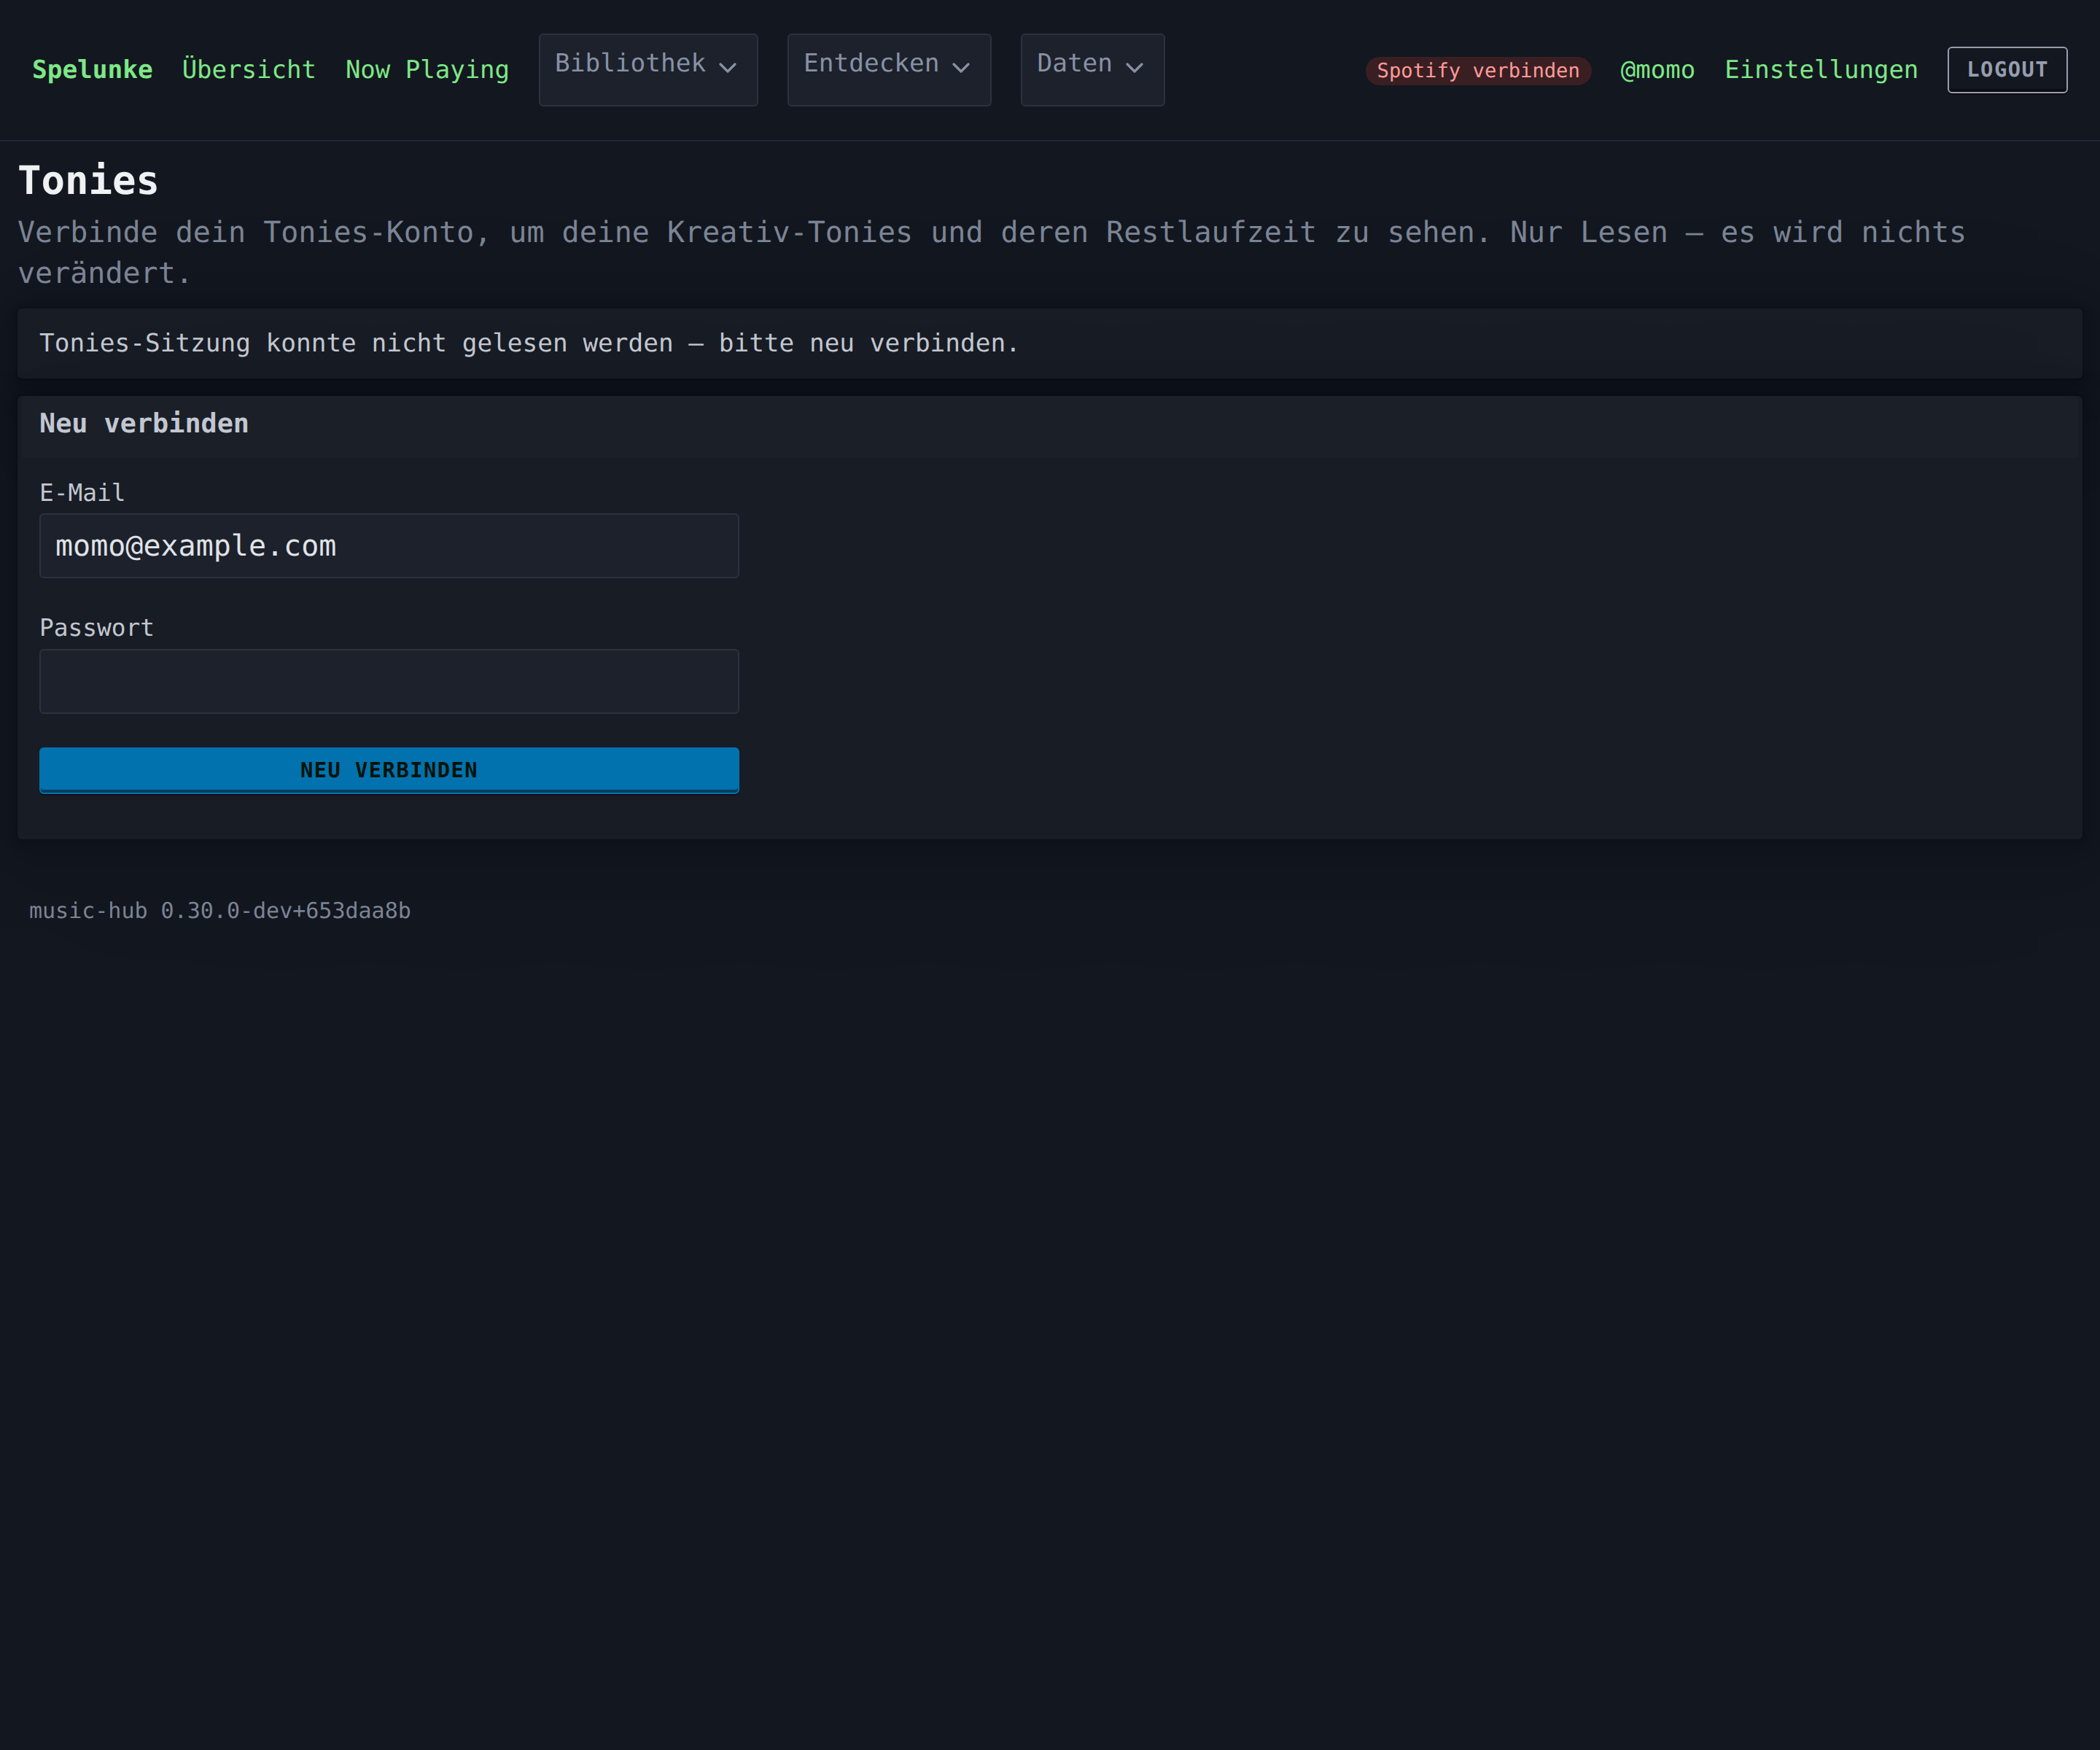 Spelunke Übersicht Now Playing Bibliothek Entdecken Daten Spotify verbinden @momo Einstellungen LOGOUT
Tonies
Verbinde dein Tonies-Konto, um deine Kreativ-Tonies und deren Restlaufzeit zu sehen. Nur Lesen — es wird nichts
verändert.
Tonies-Sitzung konnte nicht gelesen werden — bitte neu verbinden.
Neu verbinden
E-Mail
momo@example.com
Passwort
NEU VERBINDEN
music-hub 0.30.0-dev+653daa8b